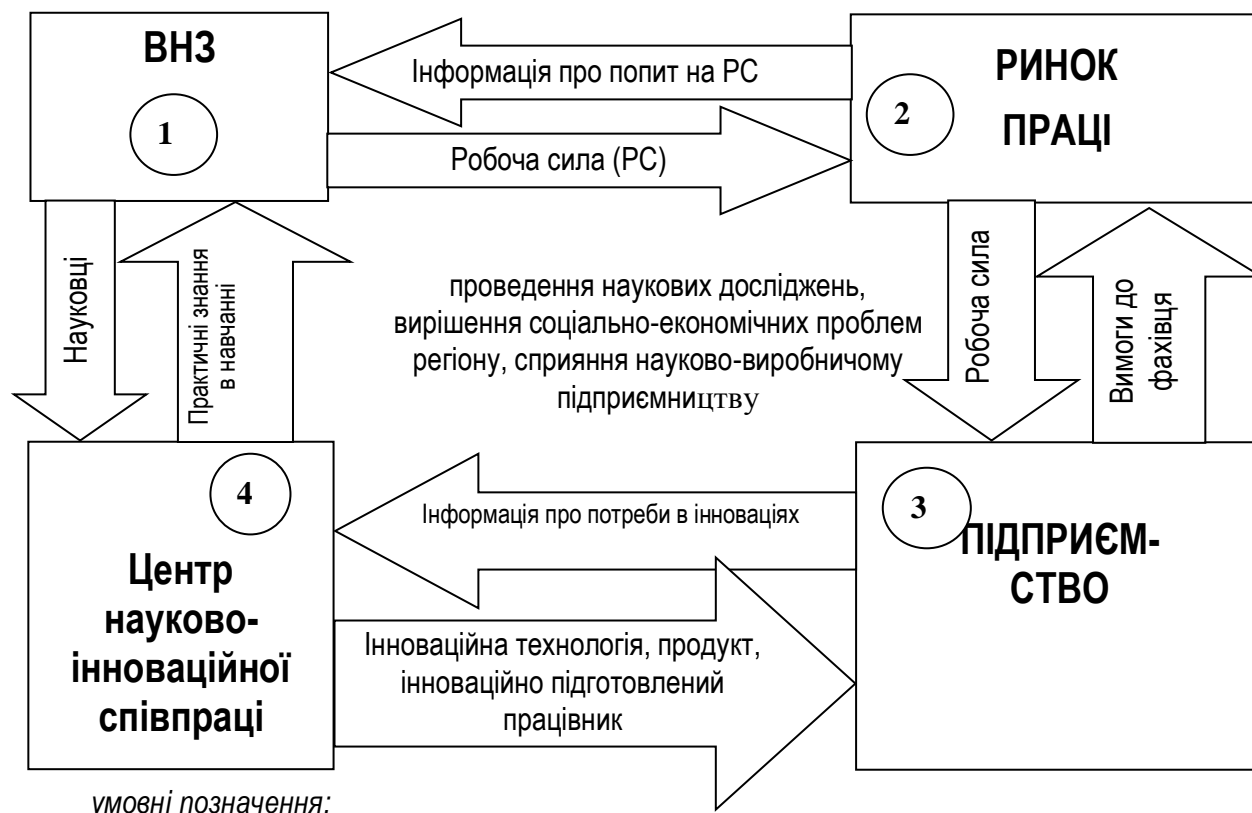 ВНЗ
1
Інформація про попит на РС
РИНОК
ПРАЦІ
2
Робоча сила (РС)
Науковці
Практичні знання
в навчанні
проведення наукових досліджень,
вирішення соціально-економічних проблем
регіону, сприяння науково-виробничому
підприємництву
Робоча сила
Вимоги до
фахівця
4
Центр
науково-
інноваційної
співпраці
Інформація про потреби в інноваціях
3
ПІДПРИЄМ-
СТВО
Інноваційна технологія, продукт,
інноваційно підготовлений
працівник
умовні позначення: